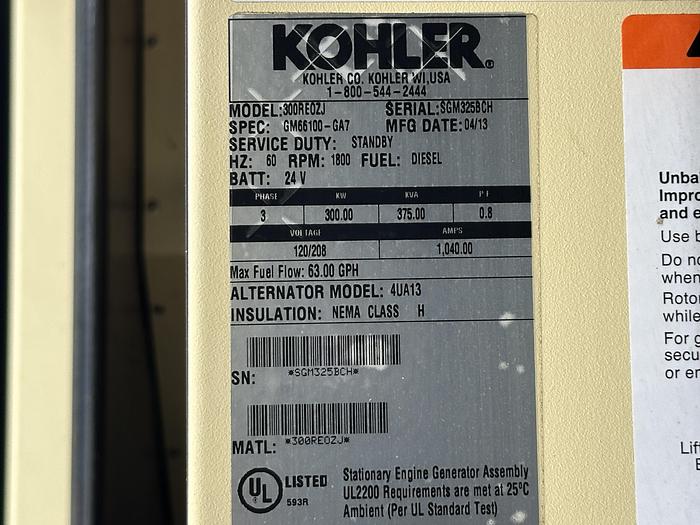 KOHLER®
KOHLER CO. KOHLER WI,USA
1-800-544-2444
MODEL:300REOZJ SERIAL:SGM325BCH
SPEC: GM66100-GA7 MFG DATE:04/13
SERVICE DUTY: STANDBY
HZ: 60 RPM: 1800 FUEL: DIESEL
BATT: 24 V
PHASE KW KVA P F
3 300.00 375.00 0.8
VOLTAGE AMPS
120/208 1,040.00
Max Fuel Flow: 63.00 GPH
ALTERNATOR MODEL: 4UA13
INSULATION: NEMA CLASS H
SN: *SGM325BCH*
MATL: *300REOZJ*
UL LISTED
593R
Stationary Engine Generator Assembly
UL2200 Requirements are met at 25°C
Ambient (Per UL Standard Test)
Unba
Impro
and e
Use b
Do no
when
Roto
while
For g
secu
or er
Lif